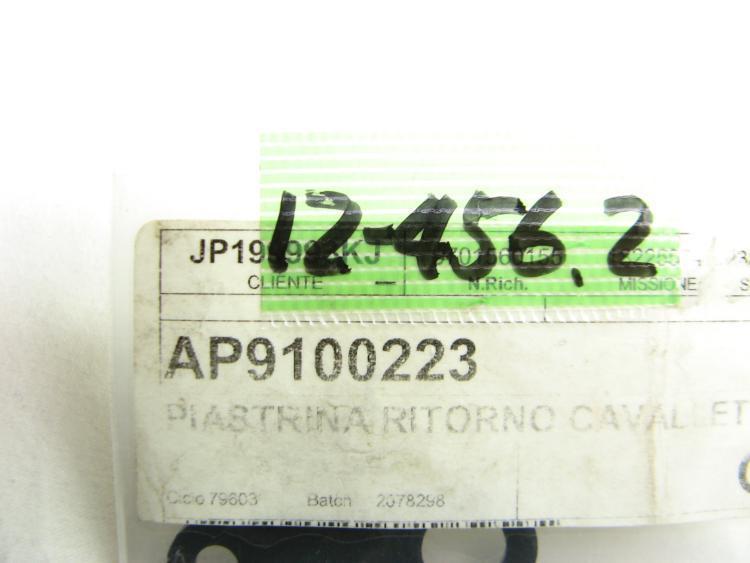 12-456.2
CLIENTE
N.Rich.
MISSIONE
AP9100223
PIASTRINA RITORNO CAVALLET
Ciclo 79603 Batch 2078298